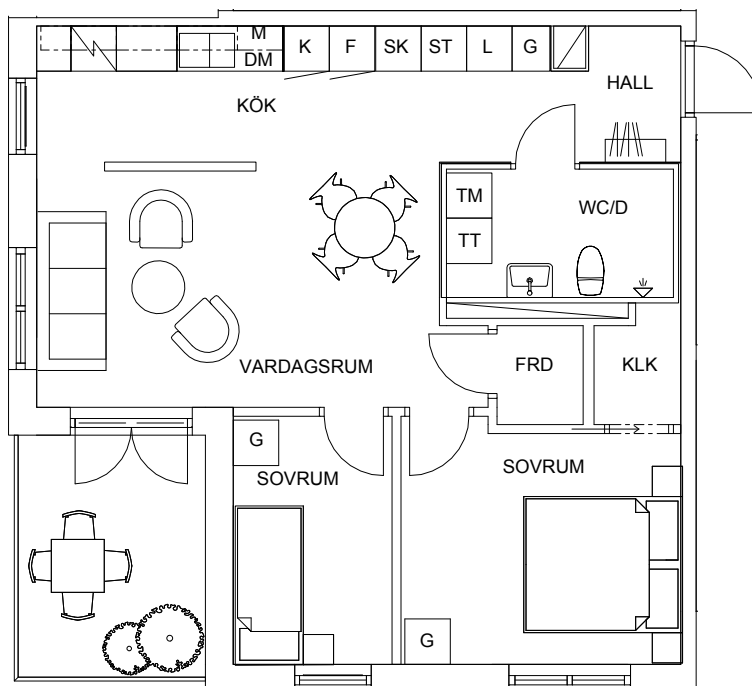 M
DM
K
F
SK
ST
L
G
HALL
KÖK
TM
WC/D
TT
VARDAGSRUM
FRD
KLK
G
SOVRUM
SOVRUM
G